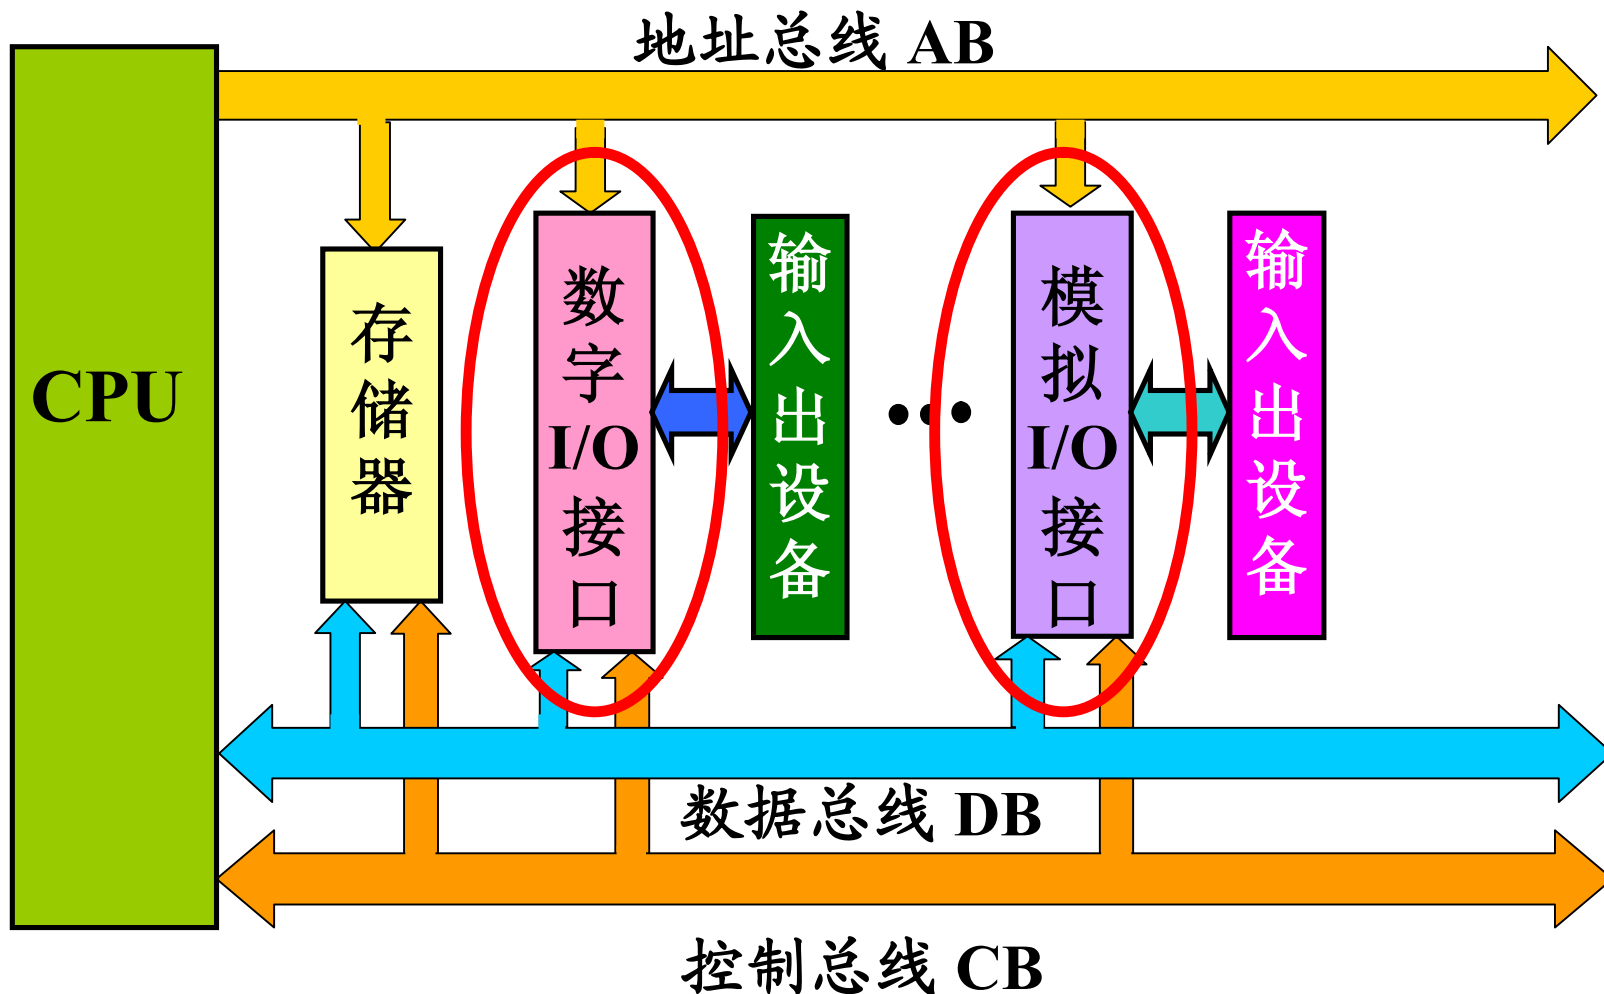 地址总线 AB
CPU
存储器
数字I/O接口
输入出设备
模拟I/O接口
输入出设备
数据总线 DB
控制总线 CB